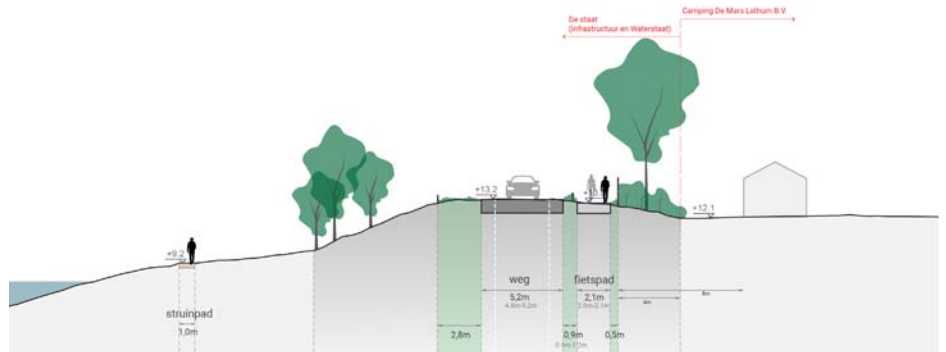 De staat
(infrastructuur en Waterstaat)
Camping De Mars Lathum B.V.
+13.2
+12.1
+9.2
struinpad
1,0m
weg
5,2m
4.8m-5.2m
fietspad
2,1m
2.0m-2.1m
4m
8m
2,8m
0,9m
0,5m